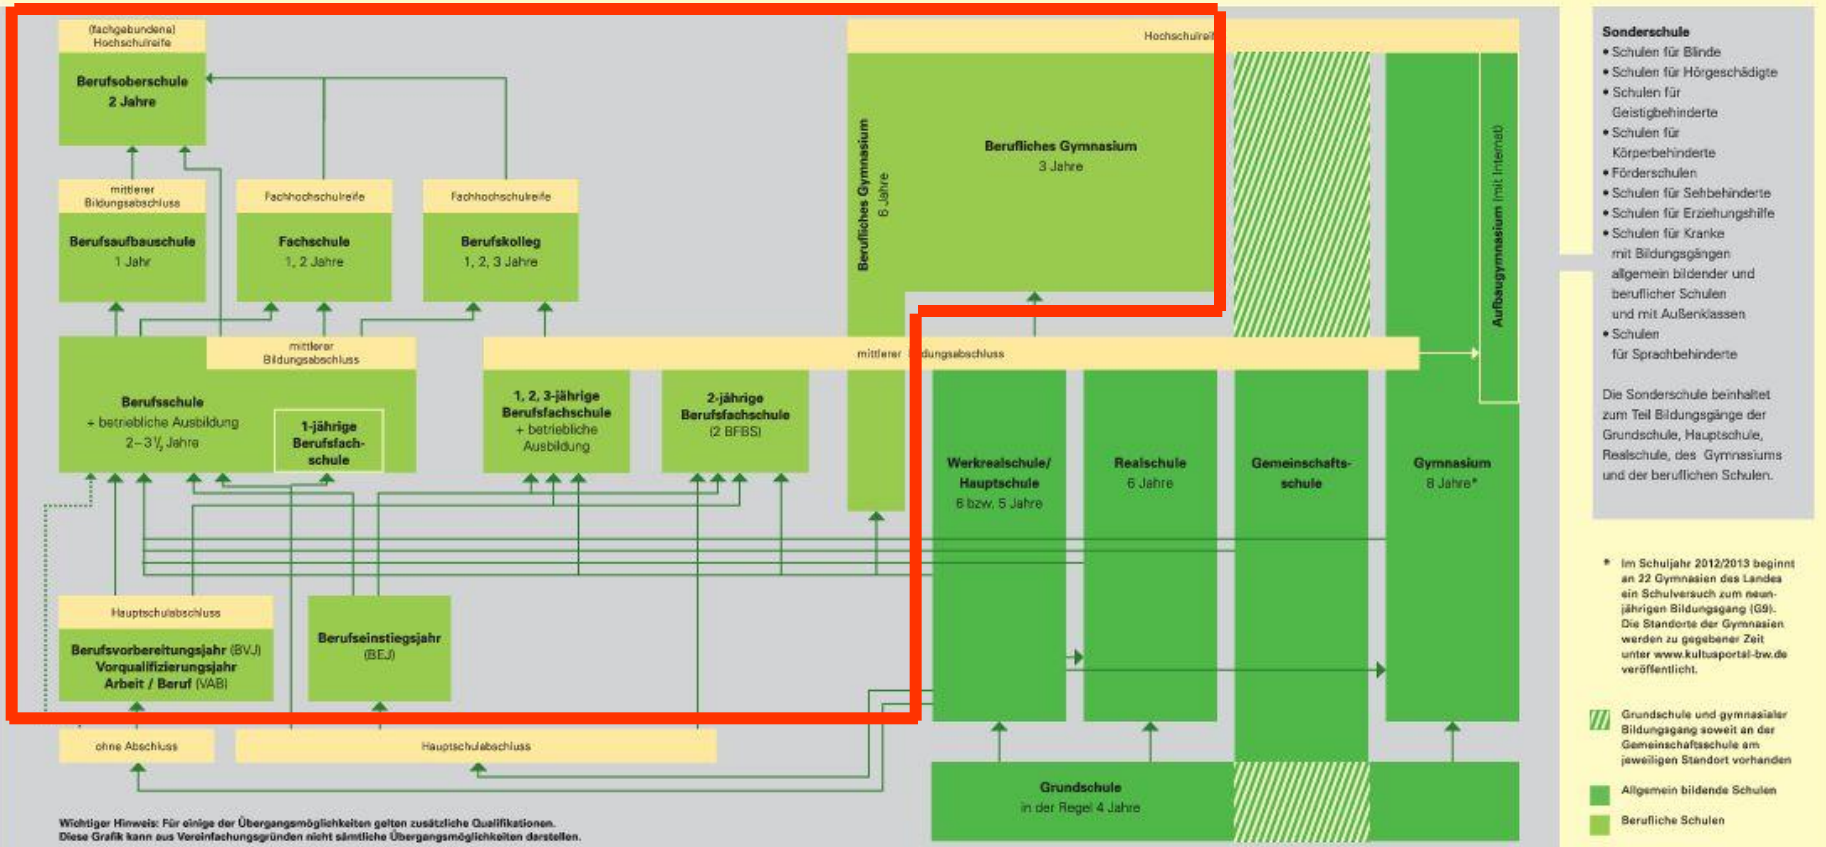 (fachgebundene)
Hochschulreife
Berufsoberschule
2 Jahre
mittlerer
Bildungsabschluss
Berufsaufbauschule
1 Jahr
Fachhochschulreife
Fachschule
1, 2 Jahre
Fachhochschulreife
Berufskolleg
1, 2, 3 Jahre
Hochschulreif
Berufliches Gymnasium
6 Jahre
Berufliches Gymnasium
3 Jahre
Aufbaugymnasium (mit Internat)
mittlerer
Bildungsabschluss
Berufsschule
+ betriebliche Ausbildung
2–3½ Jahre
1-jährige
Berufsfach-
schule
mittlerer dungsabschluss
1, 2, 3-jährige
Berufsfachschule
+ betriebliche
Ausbildung
2-jährige
Berufsfachschule
(2 BFBS)
Werkrealschule/
Hauptschule
6 bzw. 5 Jahre
Realschule
6 Jahre
Gemeinschafts-
schule
Gymnasium
8 Jahre*
Hauptschulabschluss
Berufsvorbereitungsjahr (BVJ)
Vorqualifizierungsjahr
Arbeit / Beruf (VAB)
Berufseinstiegsjahr
(BEJ)
ohne Abschluss
Hauptschulabschluss
Grundschule
in der Regel 4 Jahre
Wichtiger Hinweis: Für einige der Übergangsmöglichkeiten gelten zusätzliche Qualifikationen.
Diese Grafik kann aus Vereinfachungsgründen nicht sämtliche Übergangsmöglichkeiten darstellen.
Sonderschule
• Schulen für Blinde
• Schulen für Hörgeschädigte
• Schulen für
Geistigbehinderte
• Schulen für
Körperbehinderte
• Förderschulen
• Schulen für Sehbehinderte
• Schulen für Erziehungshilfe
• Schulen für Kranke
mit Bildungsgängen
allgemein bildender und
beruflicher Schulen
und mit Außenklassen
• Schulen
für Sprachbehinderte
Die Sonderschule beinhaltet
zum Teil Bildungsgänge der
Grundschule, Hauptschule,
Realschule, des Gymnasiums
und der beruflichen Schulen.
* Im Schuljahr 2012/2013 beginnt
an 22 Gymnasien des Landes
ein Schulversuch zum neun-
jährigen Bildungsgang (G9).
Die Standorte der Gymnasien
werden zu gegebener Zeit
unter www.kultusportal-bw.de
veröffentlicht.
Grundschule und gymnasialer
Bildungsgang soweit an der
Gemeinschaftsschule am
jeweiligen Standort vorhanden
Allgemein bildende Schulen
Berufliche Schulen